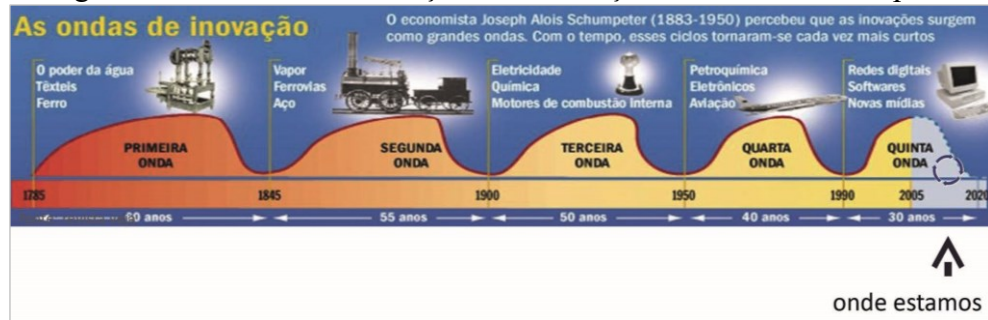 As ondas de inovação
O economista Joseph Alois Schumpeter (1883-1950) percebeu que as inovações surgem
como grandes ondas. Com o tempo, esses ciclos tornaram-se cada vez mais curtos
O poder da água
Têxteis
Ferro
Vapor
Ferrovias
Aço
Eletricidade
Química
Motores de combustão interna
Petroquímica
Eletrônicos
Aviação
Redes digitais
Softwares
Novas mídias
PRIMEIRA
ONDA
SEGUNDA
ONDA
TERCEIRA
ONDA
QUARTA
ONDA
QUINTA
ONDA
1785
1845
1900
1950
1990
2005
2020
60 anos
55 anos
50 anos
40 anos
30 anos
onde estamos